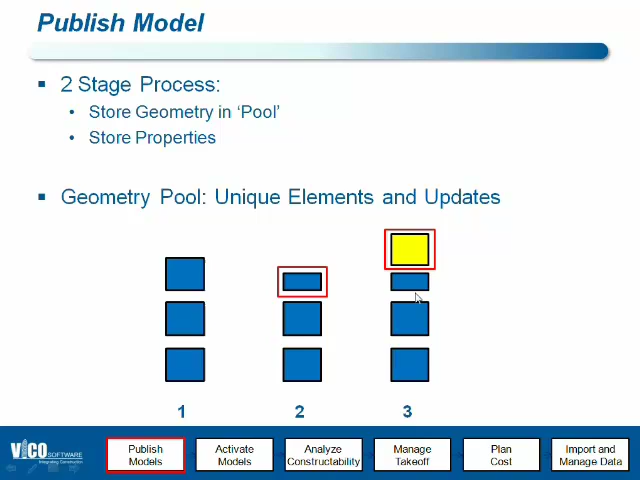 Publish Model
2 Stage Process:
Store Geometry in 'Pool'
Store Properties
Geometry Pool: Unique Elements and Updates
1
2
3
VICO SOFTWARE
Integrating Construction
Publish
Models
Activate
Models
Analyze
Constructability
Manage
Takeoff
Plan
Cost
Import and
Manage Data